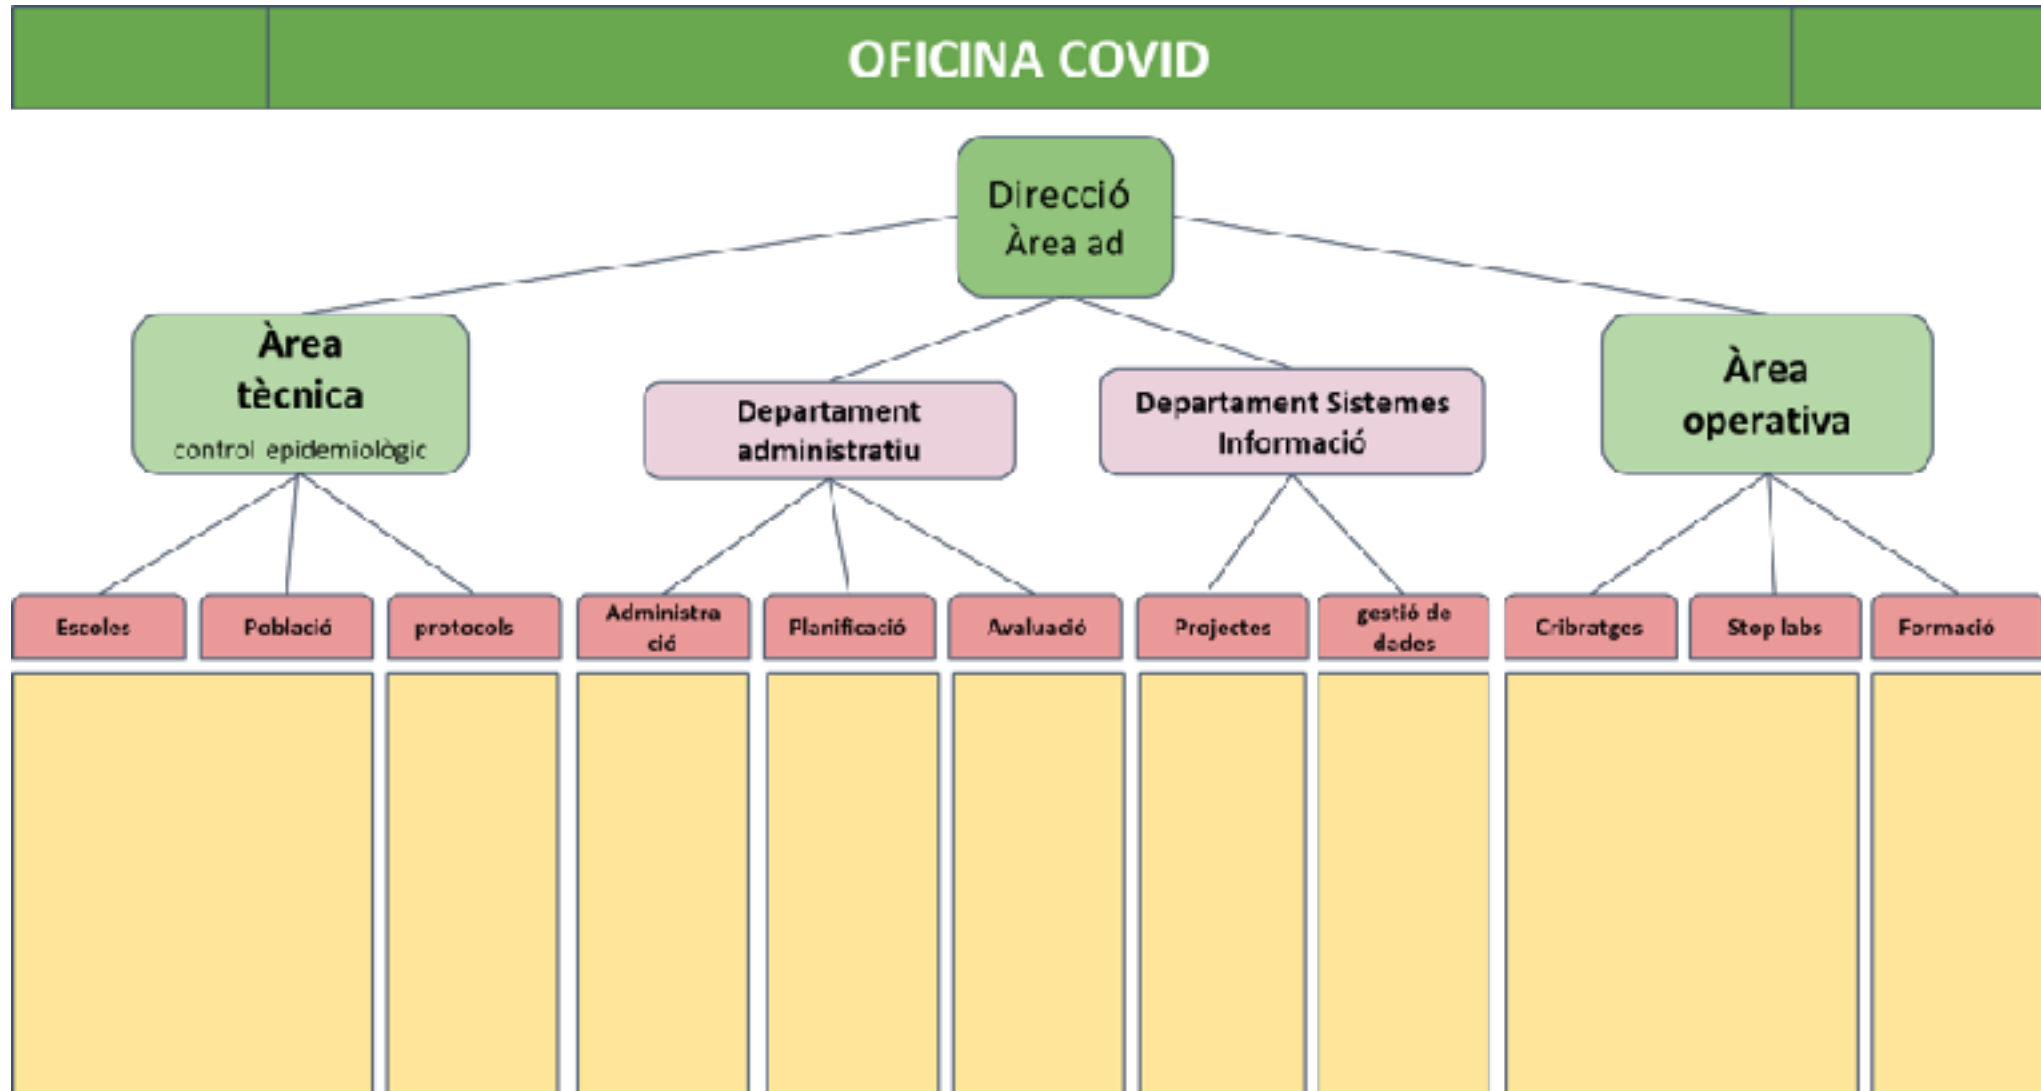 OFICINA COVID
Direcció
Àrea ad
Àrea
tècnica
control epidemiològic
Departament
administratiu
Departament Sistemes
Informació
Àrea
operativa
Escoles
Població
protocols
Administra
ció
Planificació
Avaluació
Projectes
gestió de
dades
Cribratges
Stop labs
Formació